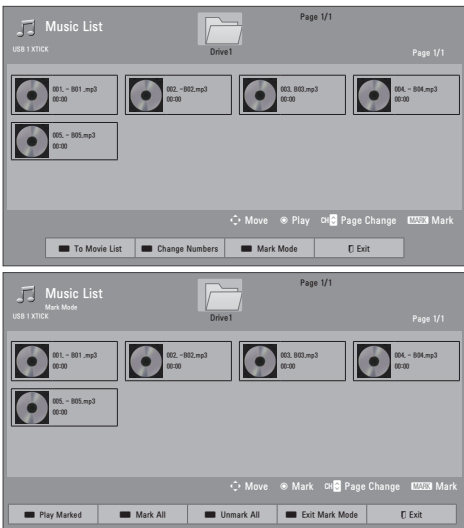 Page 1/1
Music List
USB 1 XTICK
Drive1
Page 1/1
001, - B01 ,mp3
00:00
002, -B02,mp3
00:00
003, B03,mp3
00:00
004, - B04,mp3
00:00
005, - B05,mp3
00:00
Move Play CH Page Change MARK Mark
To Movie List Change Numbers Mark Mode Exit
Page 1/1
Music List
Mark Mode
USB 1 XTICK
Drive1
Page 1/1
001, - B01 ,mp3
00:00
002, -B02,mp3
00:00
003, B03,mp3
00:00
004, - B04,mp3
00:00
005, - B05,mp3
00:00
Move Mark CH Page Change MARK Mark
Play Marked Mark All Unmark All Exit Mark Mode Exit